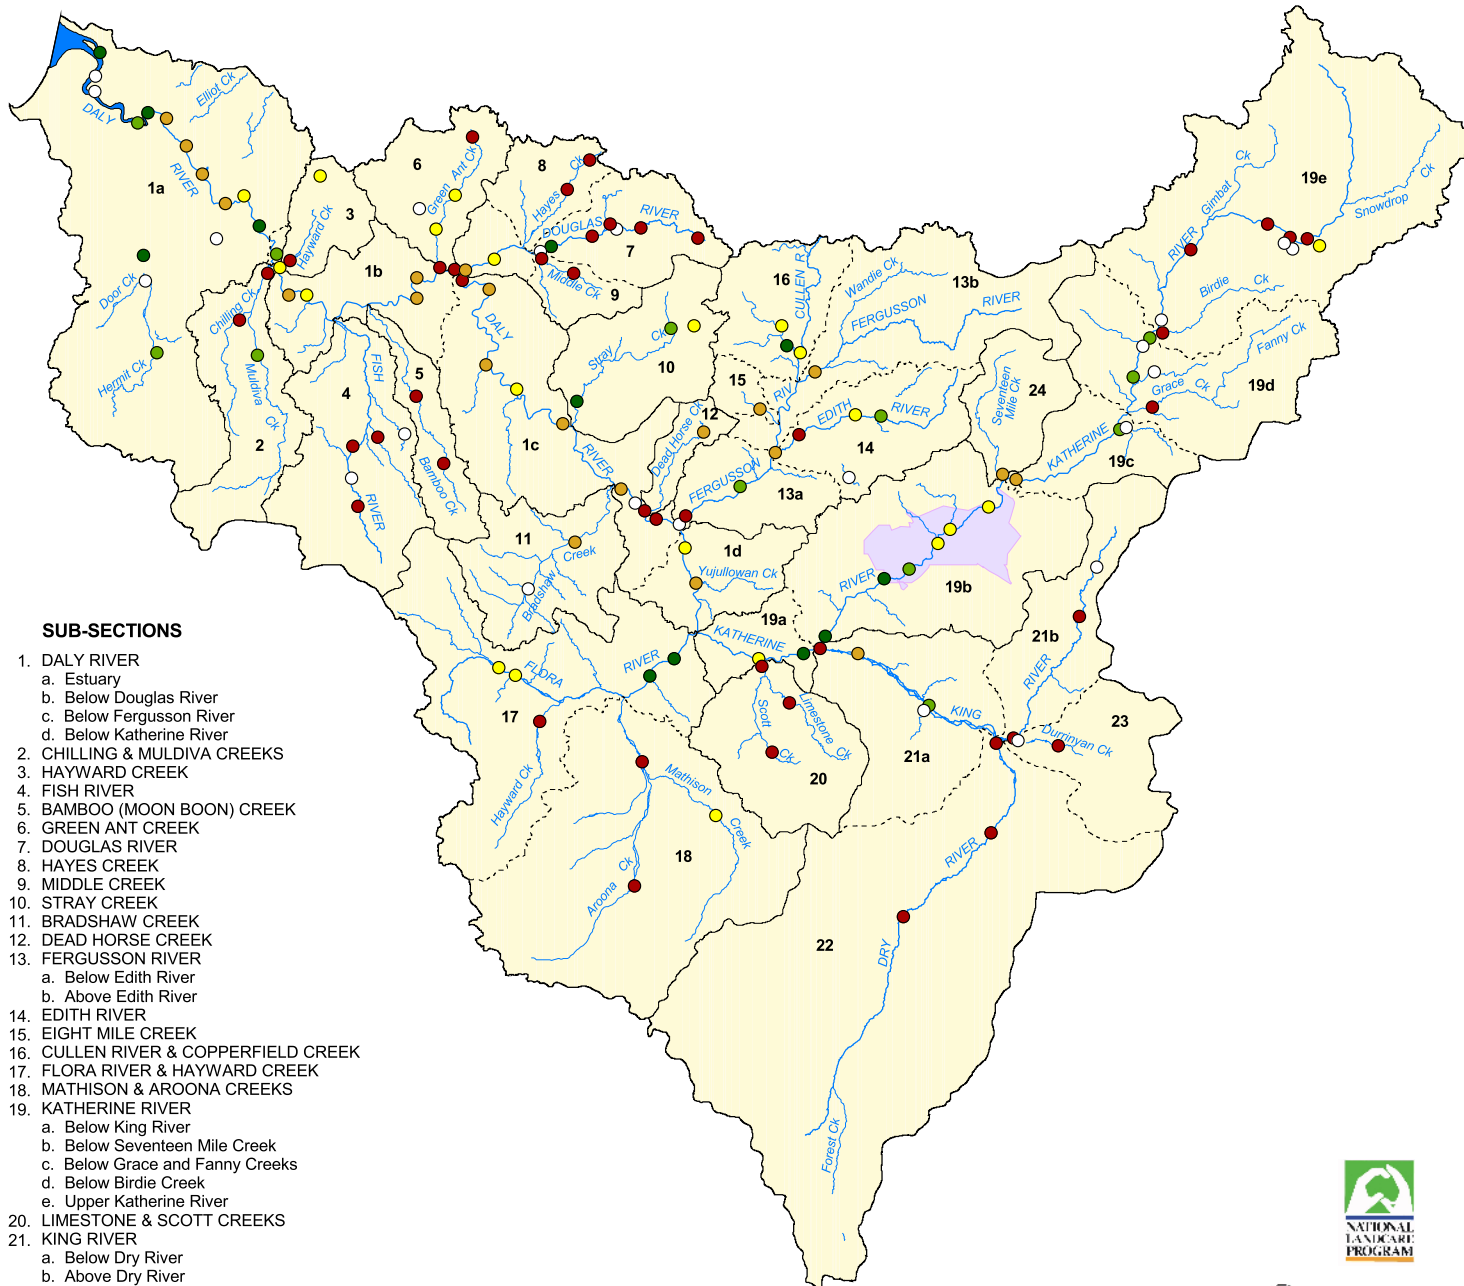 Elliot Ck
DALY
RIVER
1a
Door Ck
Hermit Ck
3
Hayward Ck
1b
Chilling Ck
Muldiva
Ck
2
6
Green Ant Ck
8
Hayes
Ck
DOUGLAS
RIVER
7
Middle Ck
9
4
FISH
RIVER
5
Bamboo Ck
DALY
1c
RIVER
Stray
Ck
10
16
CULLEN R
Wandie Ck
13b
FERGUSSON
RIVER
15
RIV
12
Dead Horse Ck
EDITH
RIVER
14
FERGUSSON
13a
24
Seventeen
Mile Ck
19e
Gimbat
Ck
Snowdrop
Ck
RIVER
Birdie
Ck
Fanny Ck
Grace
Ck
19d
KATHERINE
19c
11
Creek
Bradshaw
1d
Yujullowan Ck
RIVER
19b
19a
KATHERINE
RIVER
FLORA
17
Hayward Ck
Scott
Ck
Limestone
Ck
20
KING
21a
21b
RIVER
23
Durrinyan Ck
Mathison
Creek
18
Aroona
Ck
22
RIVER
DRY
Forest Ck
SUB-SECTIONS
1. DALY RIVER
a. Estuary
b. Below Douglas River
c. Below Fergusson River
d. Below Katherine River
2. CHILLING & MULDIVA CREEKS
3. HAYWARD CREEK
4. FISH RIVER
5. BAMBOO (MOON BOON) CREEK
6. GREEN ANT CREEK
7. DOUGLAS RIVER
8. HAYES CREEK
9. MIDDLE CREEK
10. STRAY CREEK
11. BRADSHAW CREEK
12. DEAD HORSE CREEK
13. FERGUSSON RIVER
a. Below Edith River
b. Above Edith River
14. EDITH RIVER
15. EIGHT MILE CREEK
16. CULLEN RIVER & COPPERFIELD CREEK
17. FLORA RIVER & HAYWARD CREEK
18. MATHISON & AROONA CREEKS
19. KATHERINE RIVER
a. Below King River
b. Below Seventeen Mile Creek
c. Below Grace and Fanny Creeks
d. Below Birdie Creek
e. Upper Katherine River
20. LIMESTONE & SCOTT CREEKS
21. KING RIVER
a. Below Dry River
b. Above Dry River
NATIONAL
LANDCARE
PROGRAM